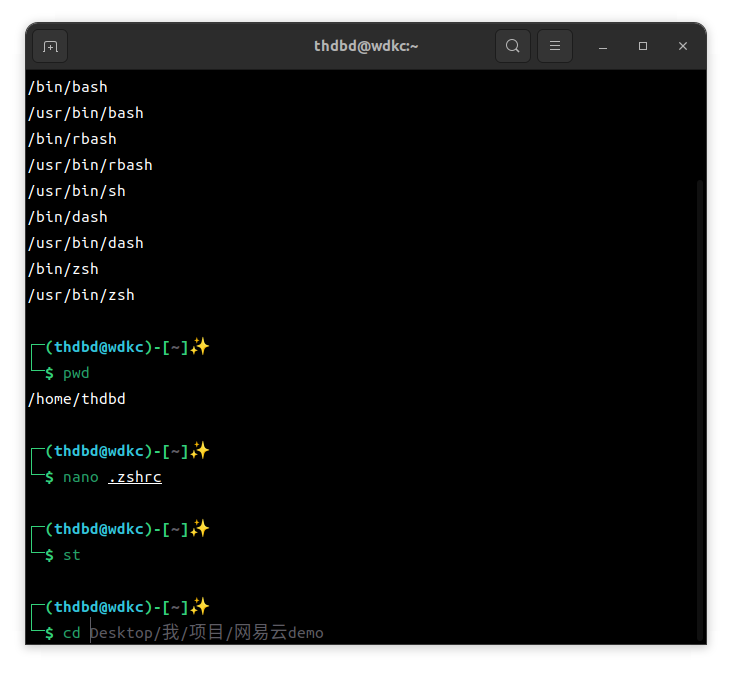 thdbd@wdkc:~
/bin/bash
/usr/bin/bash
/bin/rbash
/usr/bin/rbash
/usr/bin/sh
/bin/dash
/usr/bin/dash
/bin/zsh
/usr/bin/zsh
┌─(thdbd@wdkc)-[~]✨
└─$ pwd
/home/thdbd
┌─(thdbd@wdkc)-[~]✨
└─$ nano .zshrc
┌─(thdbd@wdkc)-[~]✨
└─$ st
┌─(thdbd@wdkc)-[~]✨
└─$ cd Desktop/我/项目/网易云demo